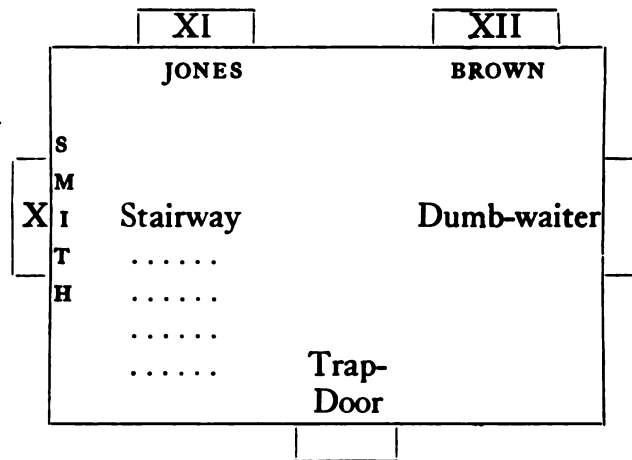 XI XII
JONES BROWN
S
M
X I Stairway Dumb-waiter
T ......
H ......
......
...... Trap-
Door